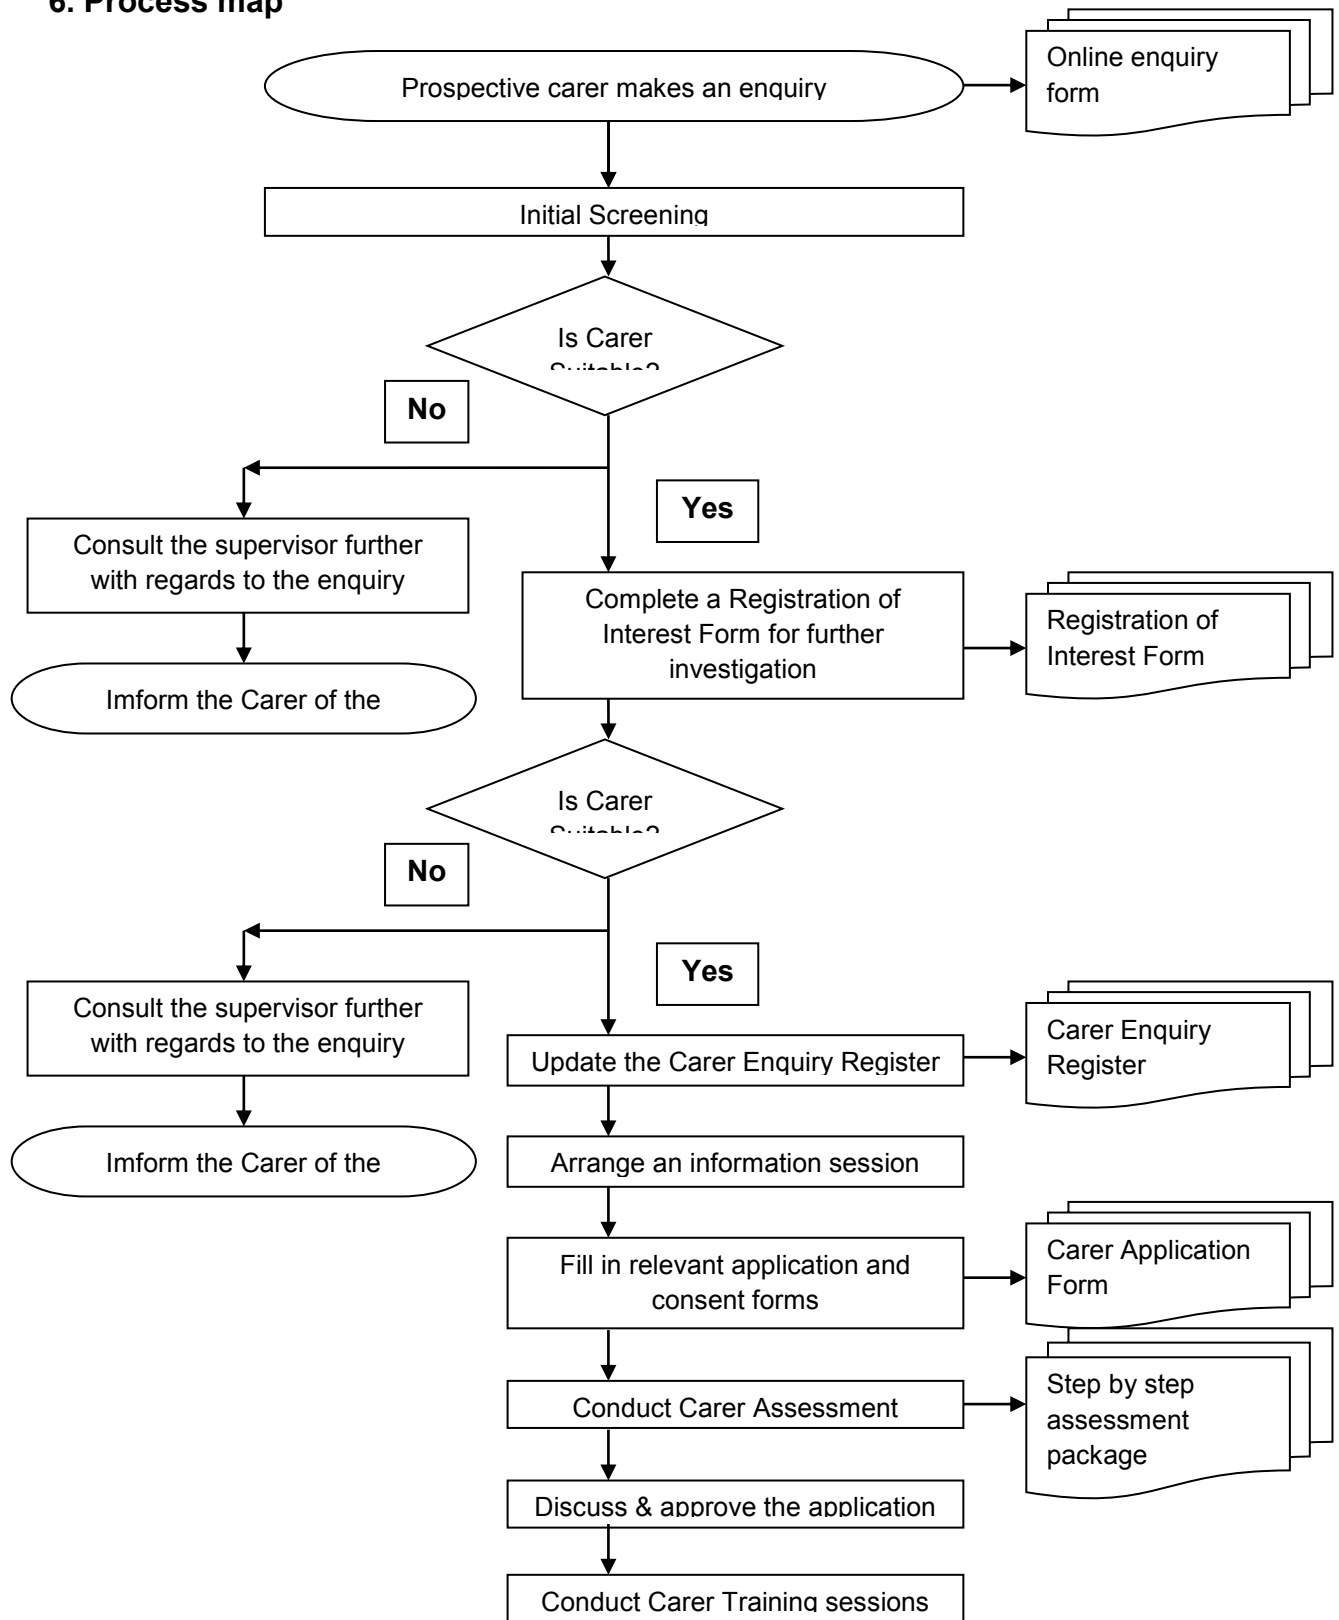 6. Process map
Prospective carer makes an enquiry
Online enquiry
form
Initial Screening
Is Carer
Suitable?
No
Yes
Consult the supervisor further
with regards to the enquiry
Complete a Registration of
Interest Form for further
investigation
Registration of
Interest Form
Imform the Carer of the
Is Carer
Suitable?
No
Yes
Consult the supervisor further
with regards to the enquiry
Update the Carer Enquiry Register
Carer Enquiry
Register
Imform the Carer of the
Arrange an information session
Fill in relevant application and
consent forms
Carer Application
Form
Conduct Carer Assessment
Step by step
assessment
package
Discuss & approve the application
Conduct Carer Training sessions